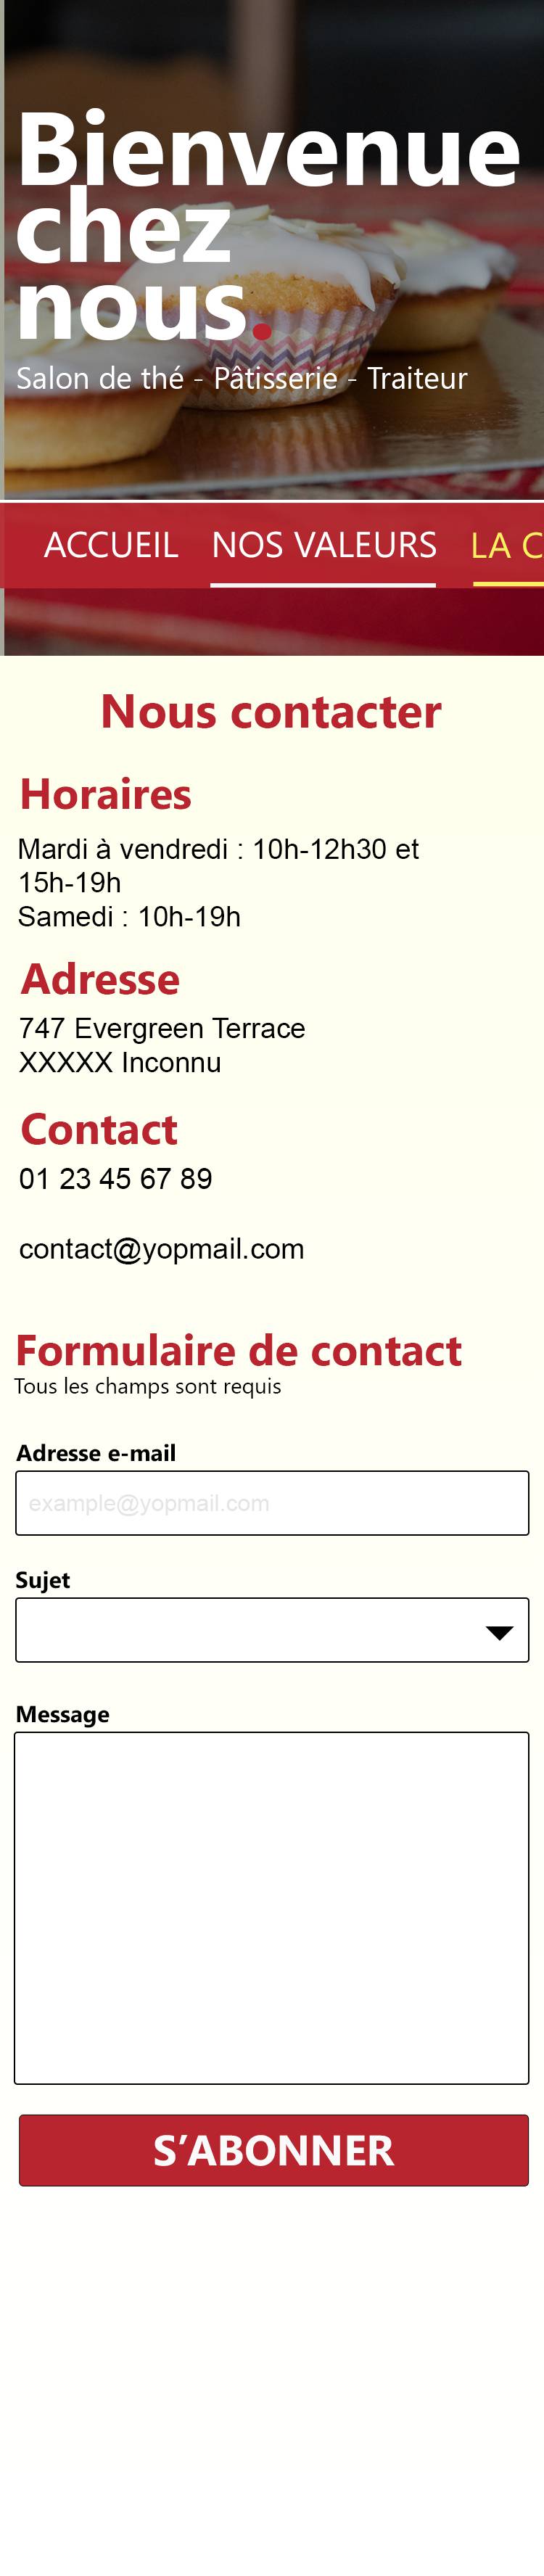 Bienvenue
chez
nous.
Salon de thé - Pâtisserie - Traiteur
ACCUEIL NOS VALEURS LA C
Nous contacter
Horaires
Mardi à vendredi : 10h-12h30 et
15h-19h
Samedi : 10h-19h
Adresse
747 Evergreen Terrace
XXXXX Inconnu
Contact
01 23 45 67 89
contact@yopmail.com
Formulaire de contact
Tous les champs sont requis
Adresse e-mail
example@yopmail.com
Sujet
Message
S’ABONNER